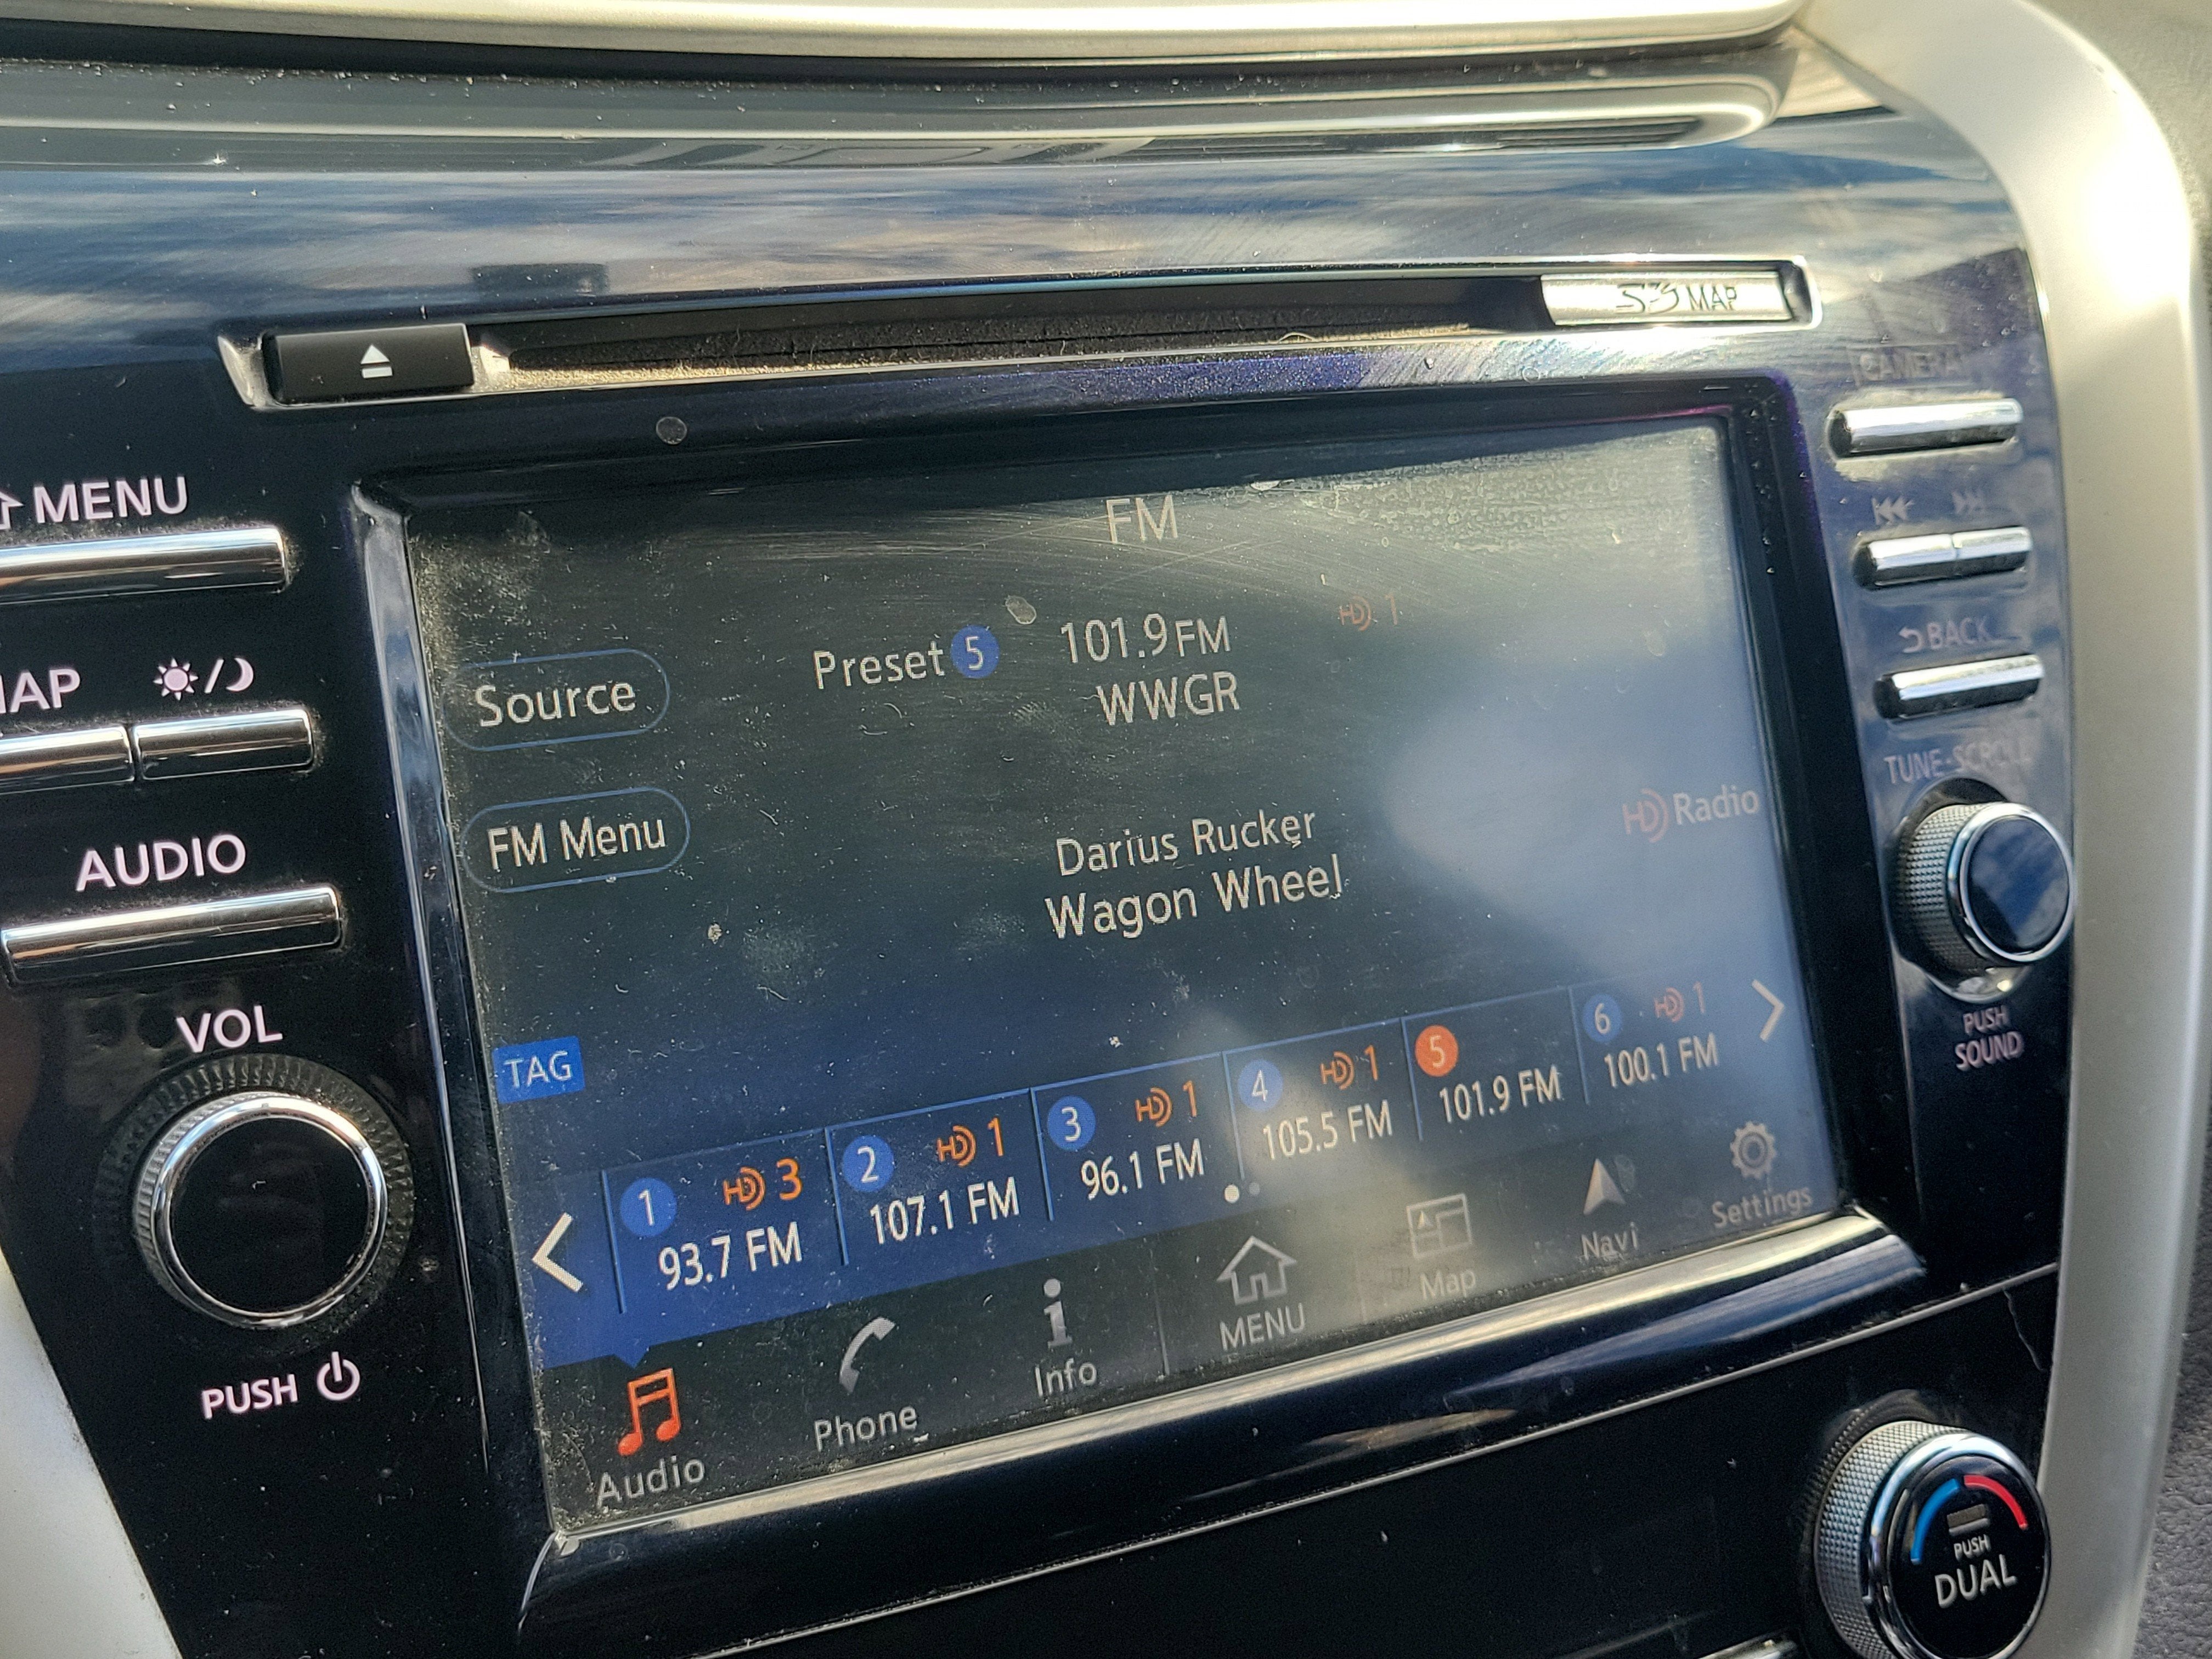 MAP
CAMERA
MENU
FM
Preset 5 101.9 FM HD 1
WWGR
Source
BACK
TUNE·SCROLL
HD Radio
FM Menu
Darius Rucker
Wagon Wheel
AUDIO
VOL
PUSH
PUSH
SOUND
TAG
1 HD 3
93.7 FM
2 HD 1
107.1 FM
3 HD 1
96.1 FM
4 HD 1
105.5 FM
5
101.9 FM
6 HD 1
100.1 FM
Audio
Phone
Info
MENU
Map
Navi
Settings
PUSH
DUAL